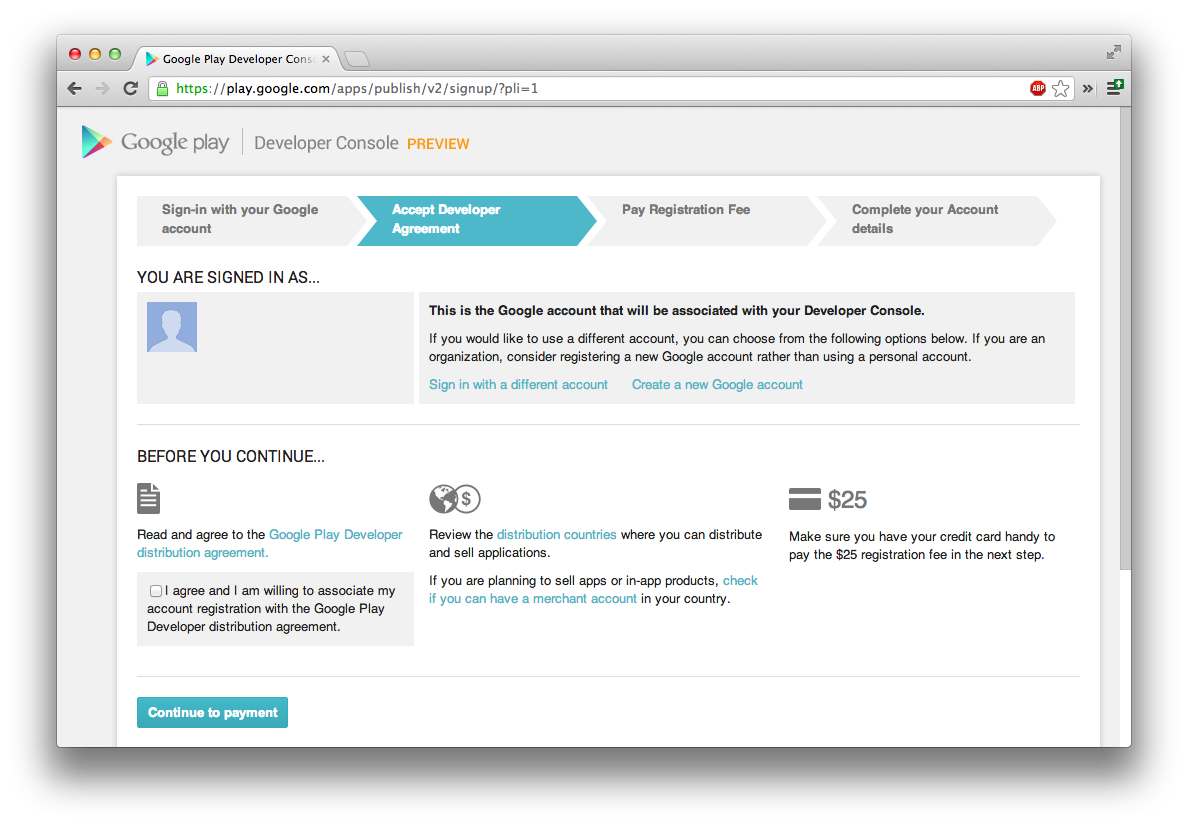 Google Play Developer Cons
https://play.google.com/apps/publish/v2/signup/?pli=1
ABP
Google play
Developer Console PREVIEW
Sign-in with your Google
account
Accept Developer
Agreement
Pay Registration Fee
Complete your Account
details
YOU ARE SIGNED IN AS...
This is the Google account that will be associated with your Developer Console.
If you would like to use a different account, you can choose from the following options below. If you are an
organization, consider registering a new Google account rather than using a personal account.
Sign in with a different account
Create a new Google account
BEFORE YOU CONTINUE...
Read and agree to the Google Play Developer
distribution agreement.
I agree and I am willing to associate my
account registration with the Google Play
Developer distribution agreement.
$
Review the distribution countries where you can distribute
and sell applications.
If you are planning to sell apps or in-app products, check
if you can have a merchant account in your country.
$25
Make sure you have your credit card handy to
pay the $25 registration fee in the next step.
Continue to payment